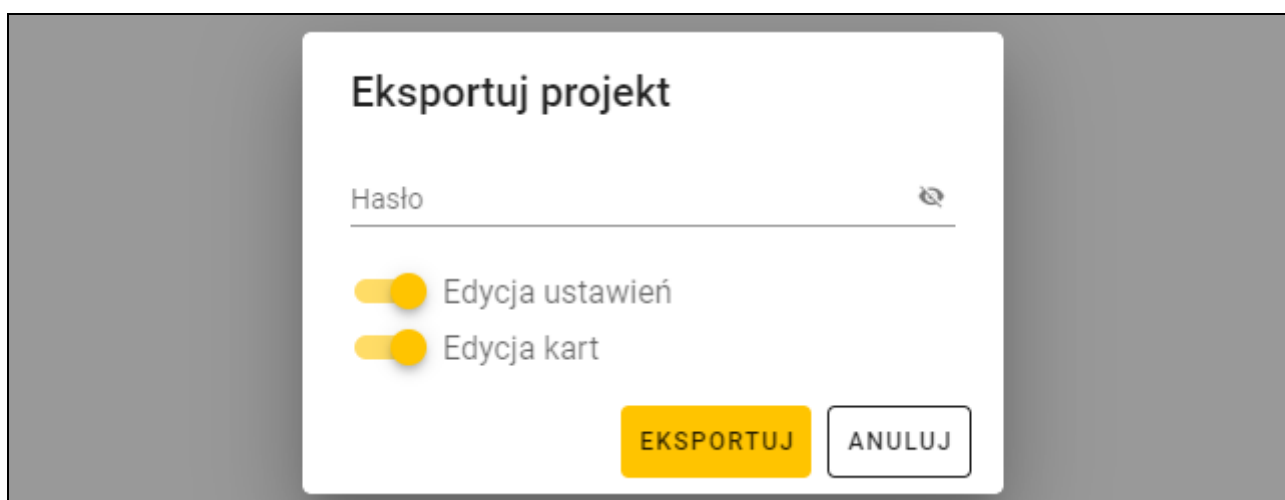 Eksportuj projekt
Hasło
Edycja ustawień
Edycja kart
EKSPORTUJ ANULUJ